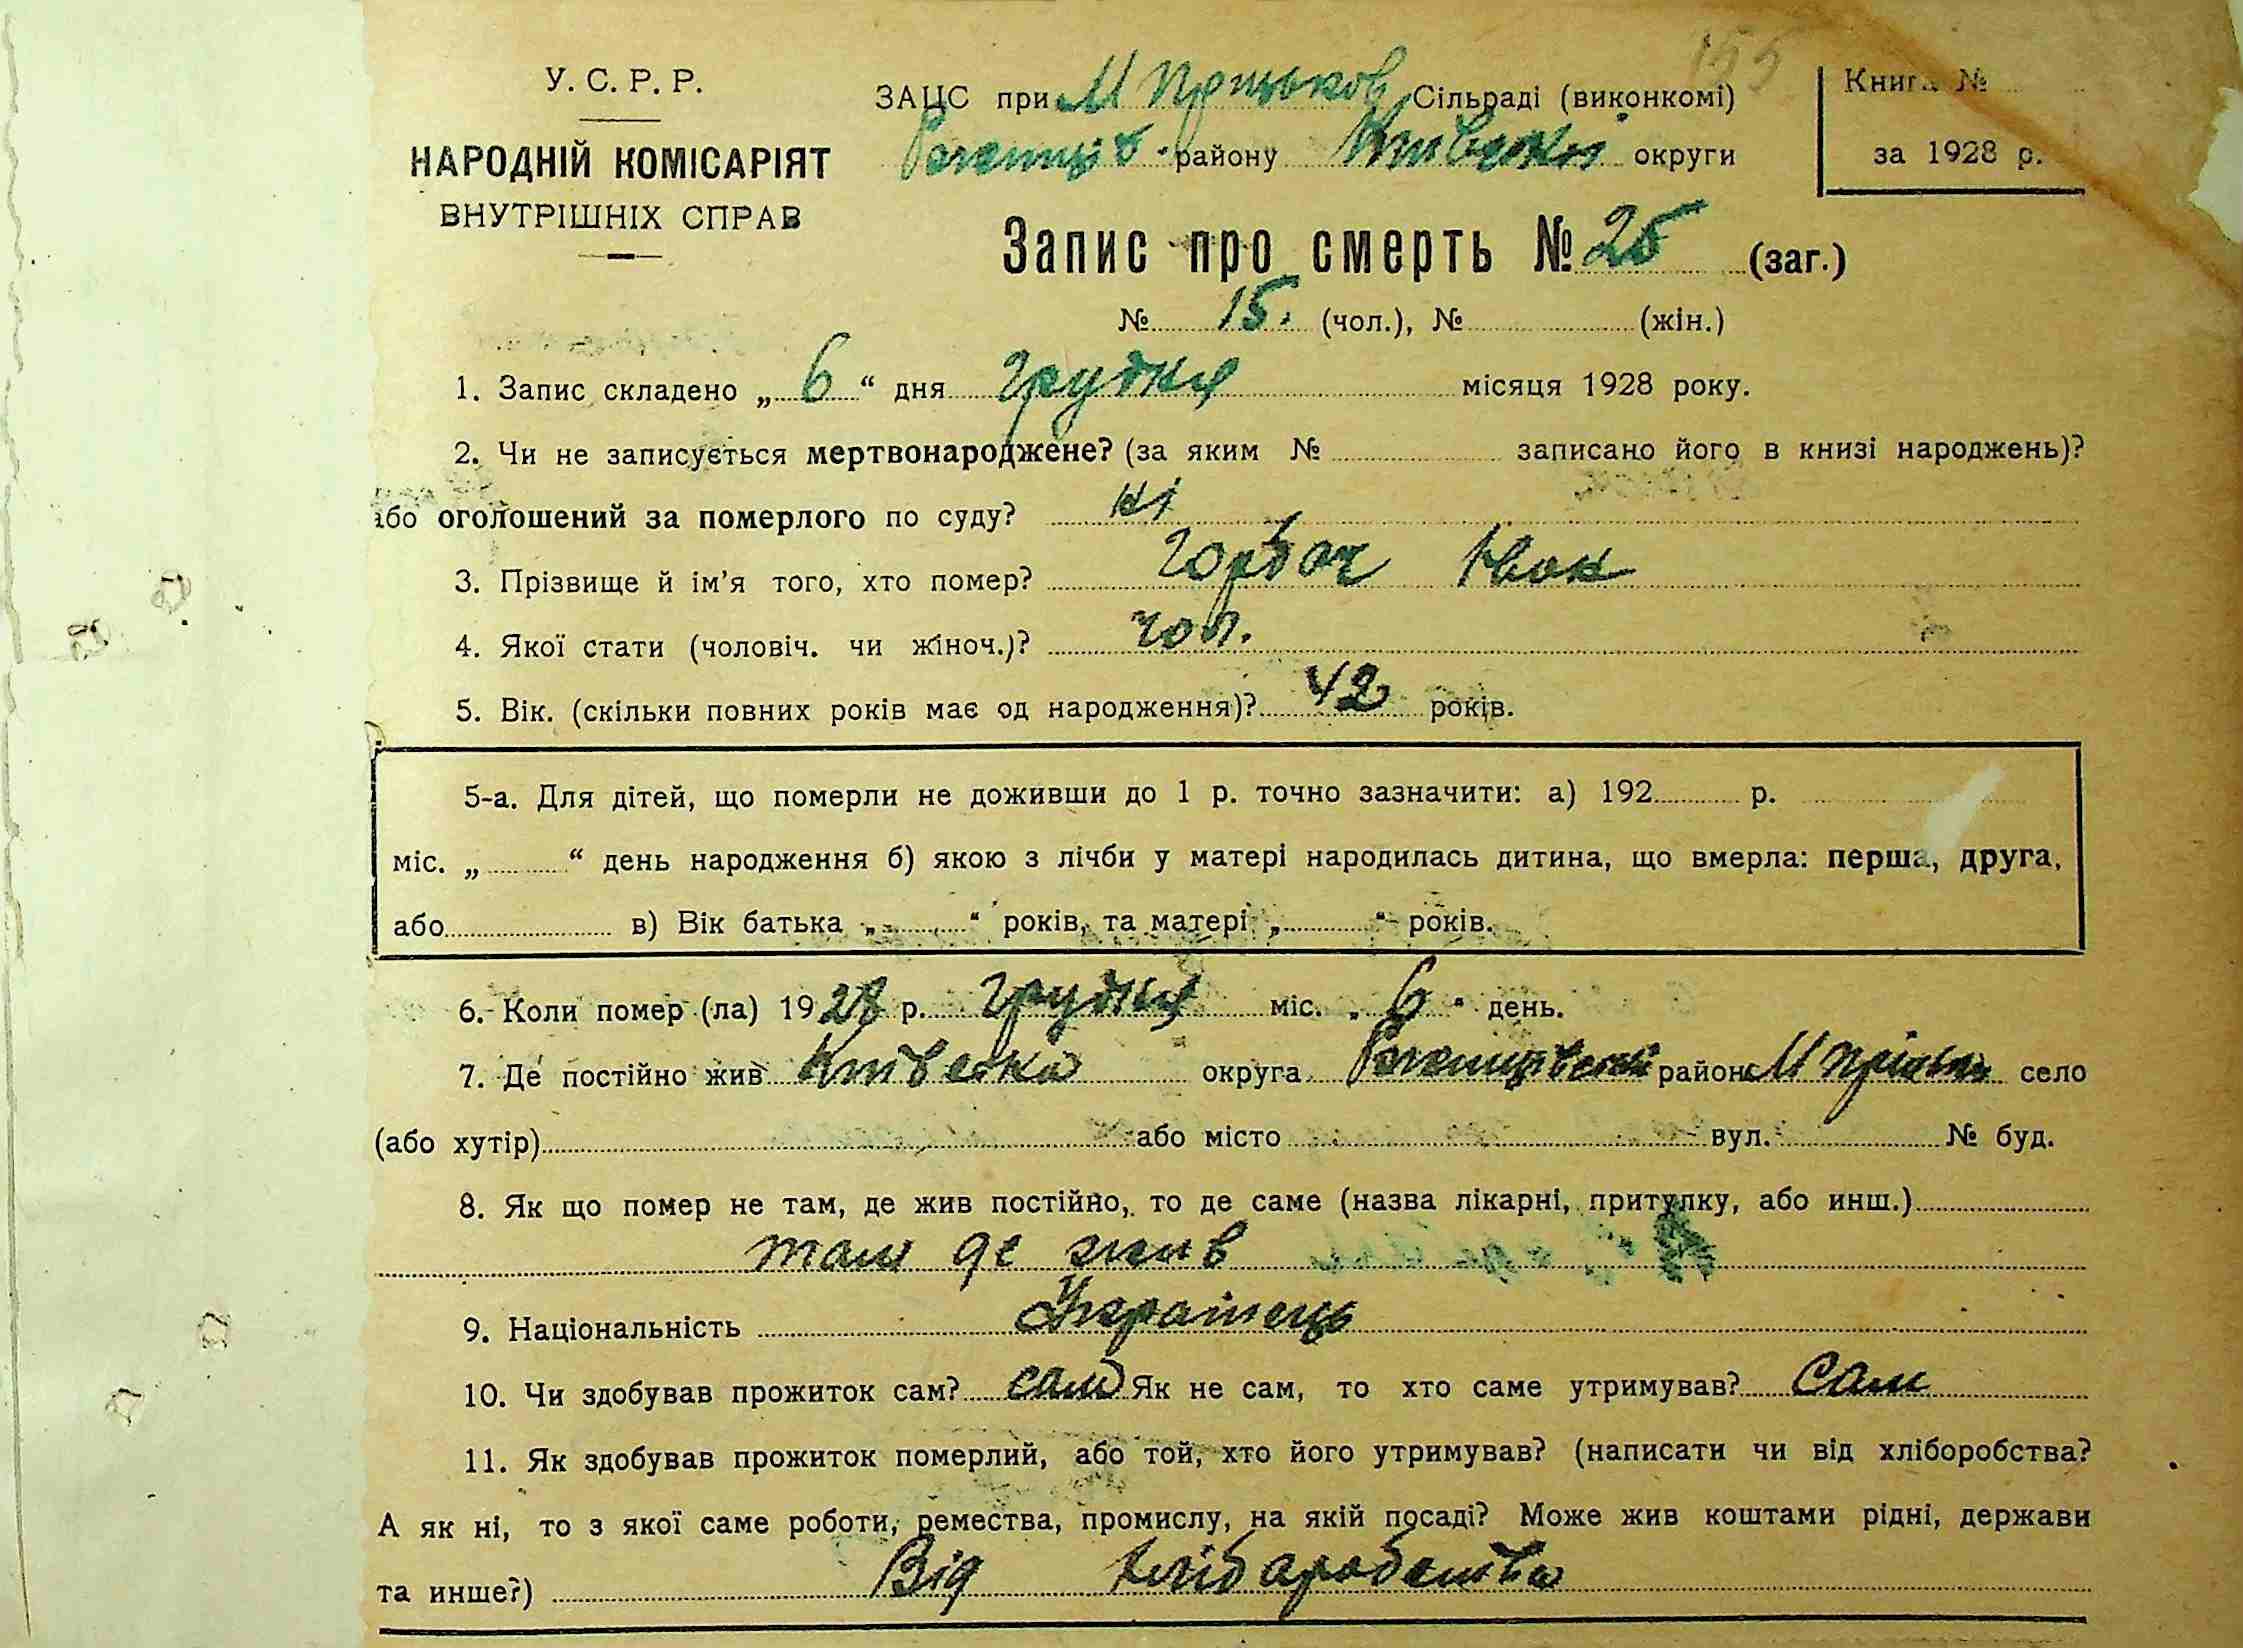 155
У. С. Р. Р.
НАРОДНІЙ КОМІСАРІЯТ
ВНУТРІШНІХ СПРАВ
ЗАЦС при М Пріцьков Сільраді (виконкомі)
району Київської округи
Книга №
за 1928 р.
Запис про смерть № 25 (заг.)
№ 15. (чол.), № (жін.)
1. Запис складено „ 6 “ дня грудня місяця 1928 року.
2. Чи не записується мертвонароджене? (за яким № записано його в книзі народжень)?
або оголошений за померлого по суду? ні
3. Прізвище й ім’я того, хто помер? Горбач Іван
4. Якої стати (чоловіч. чи жіноч.)? чол.
5. Вік. (скільки повних років має од народження)? 42 років.
5-а. Для дітей, що померли не доживши до 1 р. точно зазначити: а) 192 р.
міс. „ “ день народження б) якою з лічби у матері народилась дитина, що вмерла: перша, друга,
або в) Вік батька „ “ років, та матері „ “ років.
6. Коли помер (ла) 1928 р. грудня міс. „ 6 “ день.
7. Де постійно жив Київська округа район М село
(або хутір) або місто вул. № буд.
8. Як що помер не там, де жив постійно, то де саме (назва лікарні, притулку, або инш.)
там де жив
9. Національність Українець
10. Чи здобував прожиток сам? сам Як не сам, то хто саме утримував? Сам
11. Як здобував прожиток померлий, або той, хто його утримував? (написати чи від хліборобства?
А як ні, то з якої саме роботи, ремества, промислу, на якій посаді? Може жив коштами рідні, держави
та инше?) Від хлібаробства